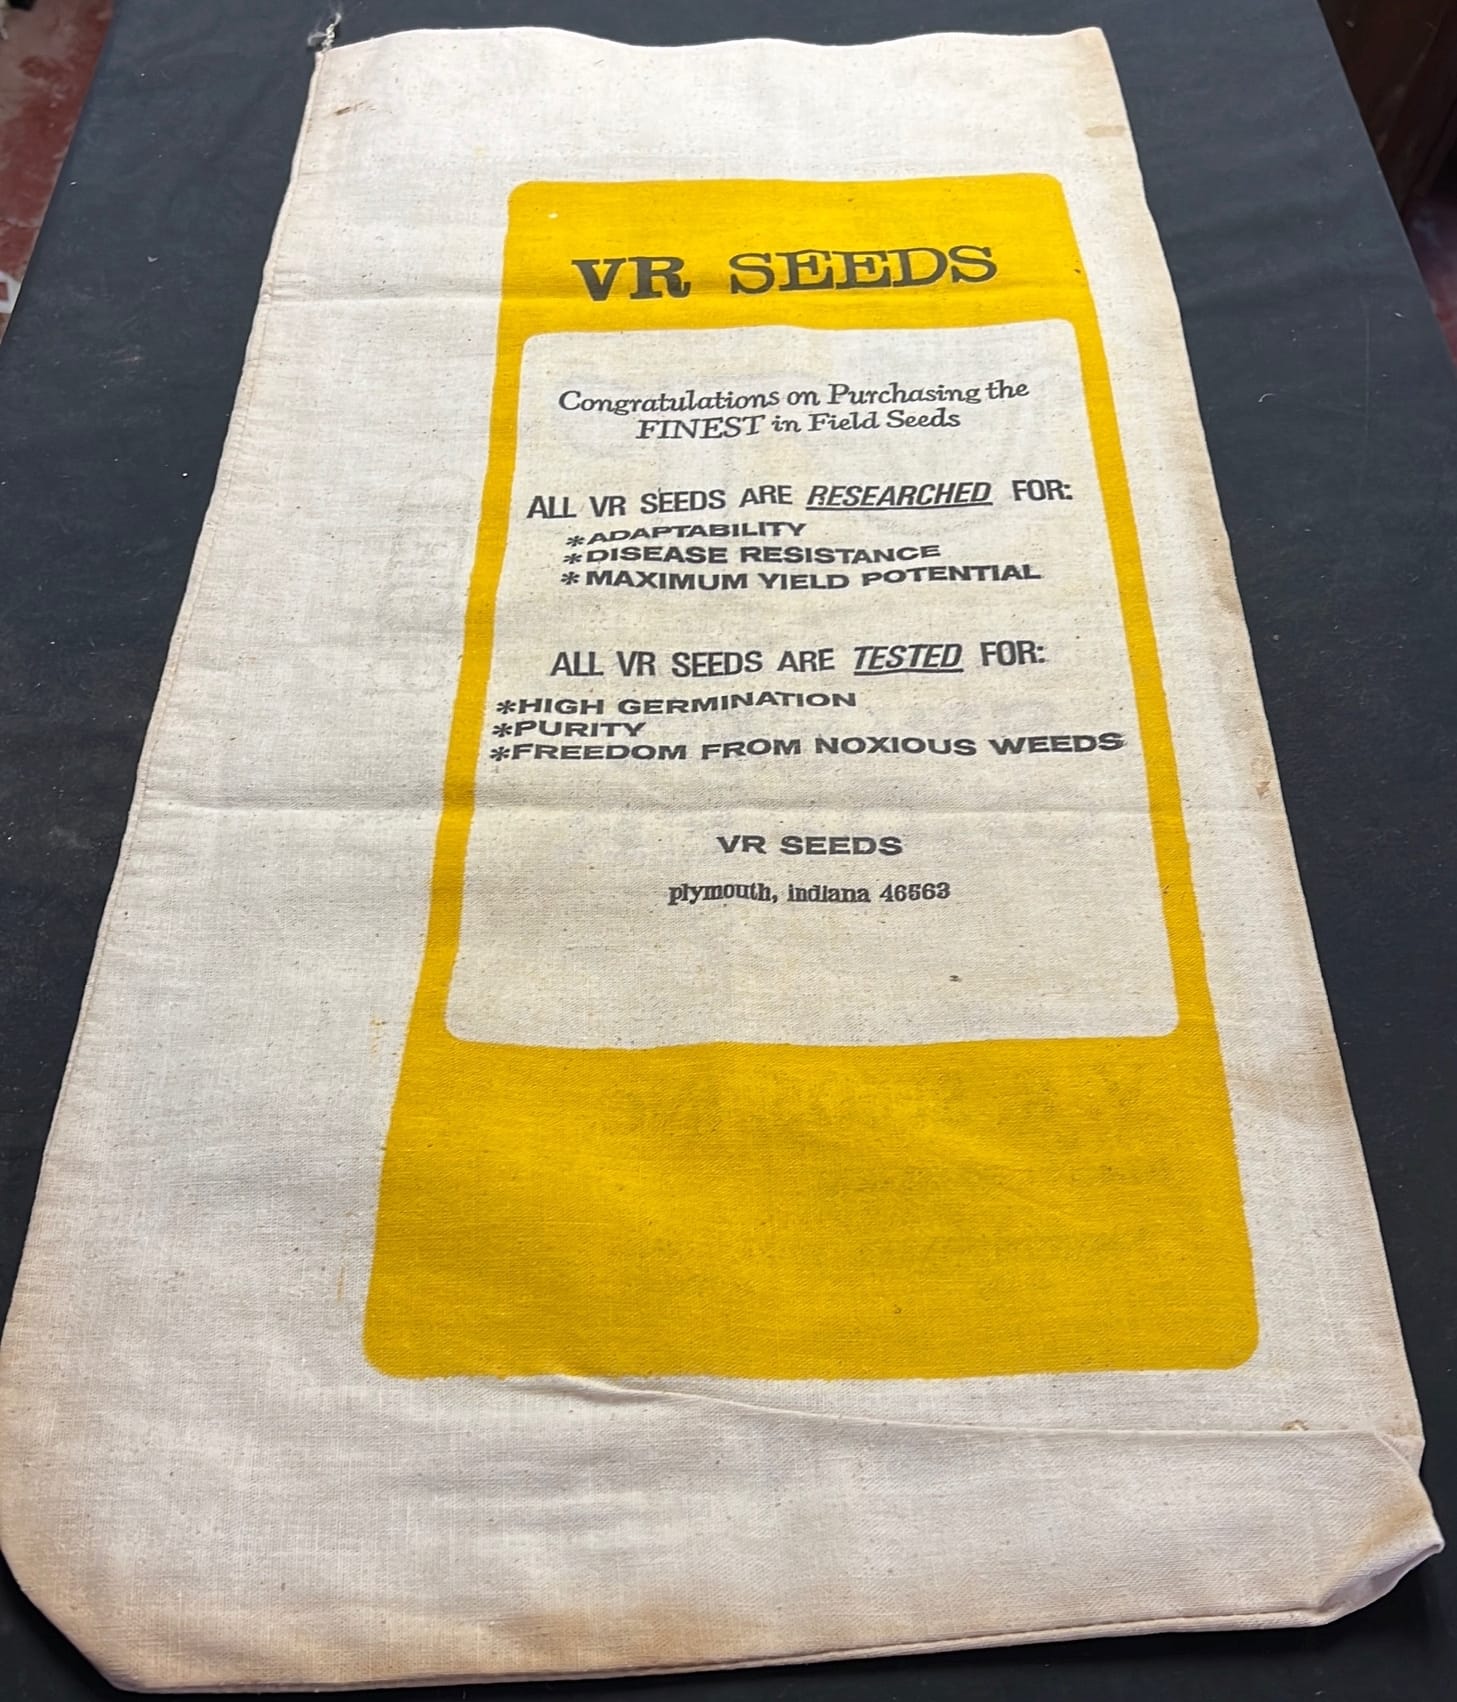 VR SEEDS
Congratulations on Purchasing the
FINEST in Field Seeds
ALL VR SEEDS ARE RESEARCHED FOR:
*ADAPTABILITY
*DISEASE RESISTANCE
*MAXIMUM YIELD POTENTIAL
ALL VR SEEDS ARE TESTED FOR:
*HIGH GERMINATION
*PURITY
*FREEDOM FROM NOXIOUS WEEDS
VR SEEDS
plymouth, indiana 46563